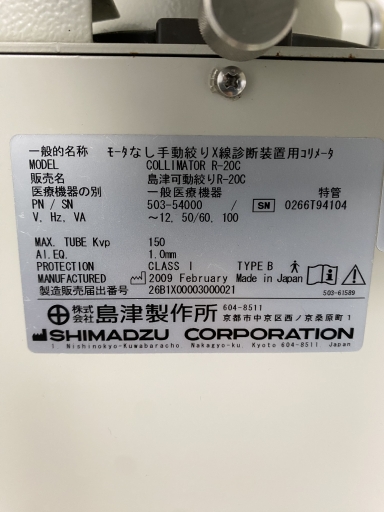 一般的名称 モータなし手動絞りX線診断装置用コリメータ
MODEL COLLIMATOR R-20C
販売名 島津可動絞りR-20C
医療機器の別 一般医療機器 特管
PN / SN 503-54000 / SN 0266T94104
V, Hz, VA ～12, 50/60, 100
MAX. TUBE Kvp 150
Al.EQ. 1.0mm
PROTECTION CLASS I TYPE B
MANUFACTURED 2009 February Made in Japan
製造販売届出番号 26B1X00003000021
503-61589
株式会社 島津製作所 604-8511
京都市中京区西ノ京桑原町1
SHIMADZU CORPORATION
1 Nishinokyo-Kuwabaracho Nakagyo-ku Kyoto 604-8511 Japan